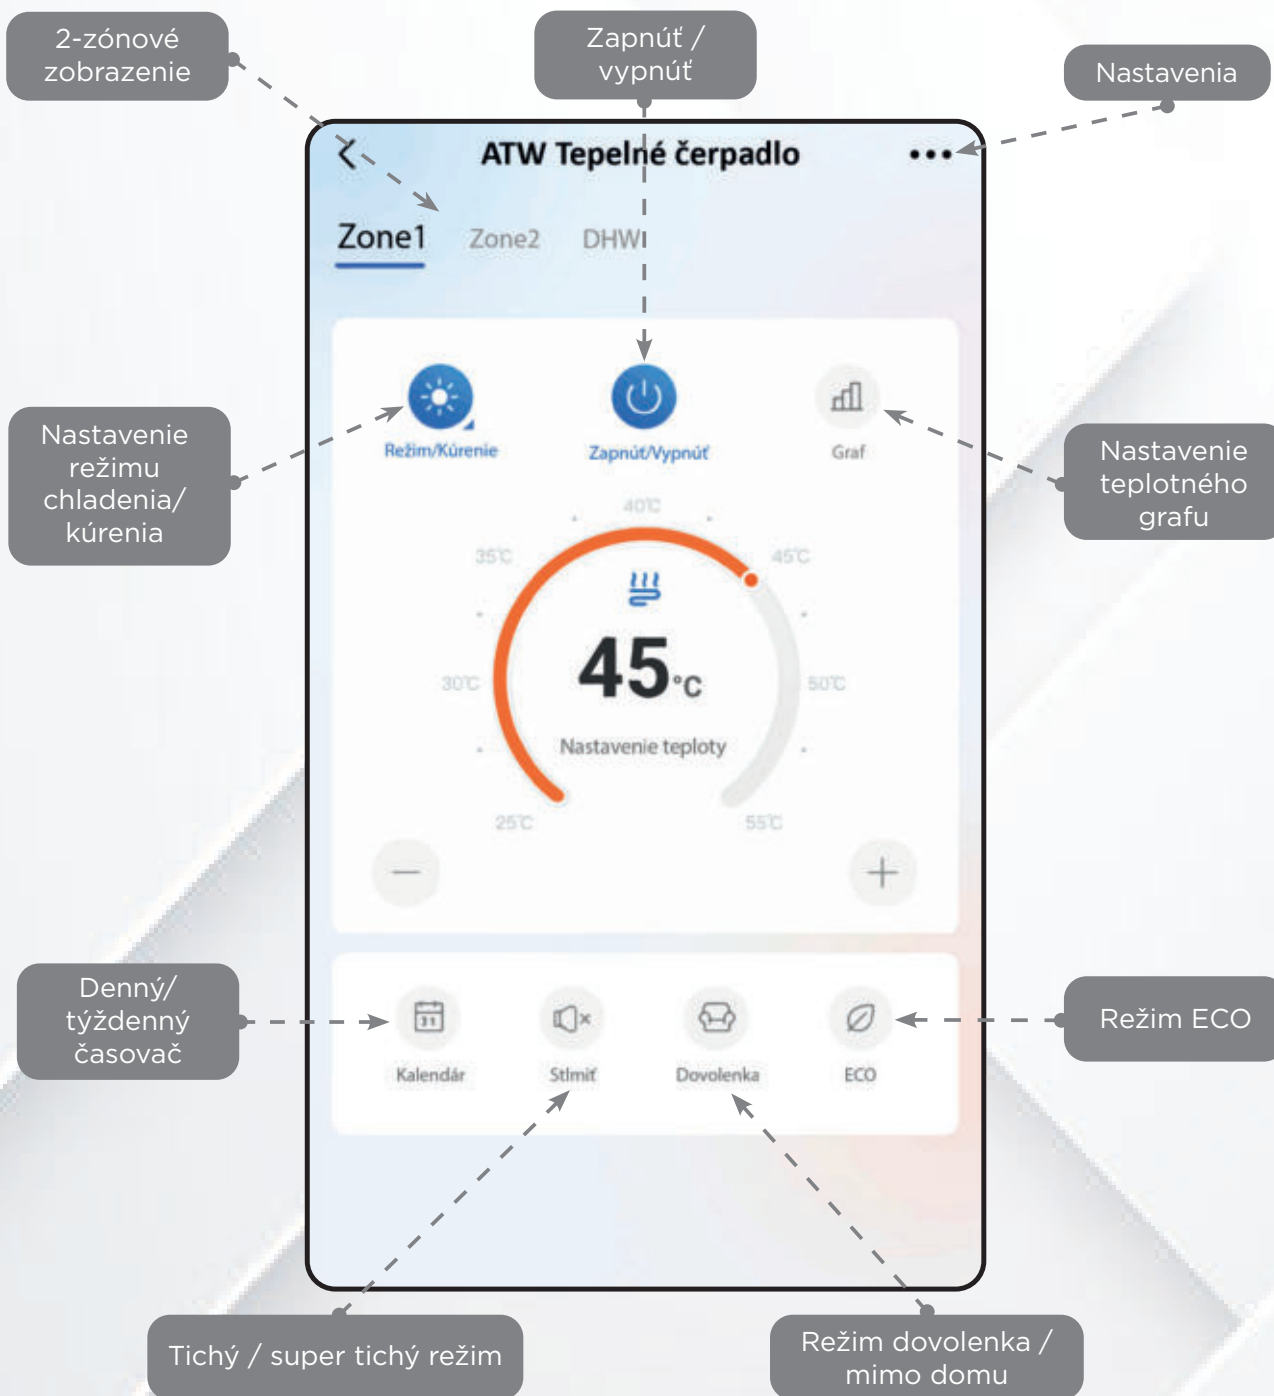 2-zónové
zobrazenie
Zapnúť /
vypnúť
Nastavenia
ATW Tepelné čerpadlo
Zone1
Zone2
DHW
Nastavenie
režimu
chladenia/
kúrenia
Režim/Kúrenie
Zapnúť/Vypnúť
Graf
Nastavenie
teplotného
grafu
40°C
35°C
45°C
30°C
45°C
50°C
Nastavenie teploty
25°C
55°C
Denný/
týždenný
časovač
31
Kalendár
Stlmiť
Dovolenka
ECO
Režim ECO
Tichý / super tichý režim
Režim dovolenka /
mimo domu